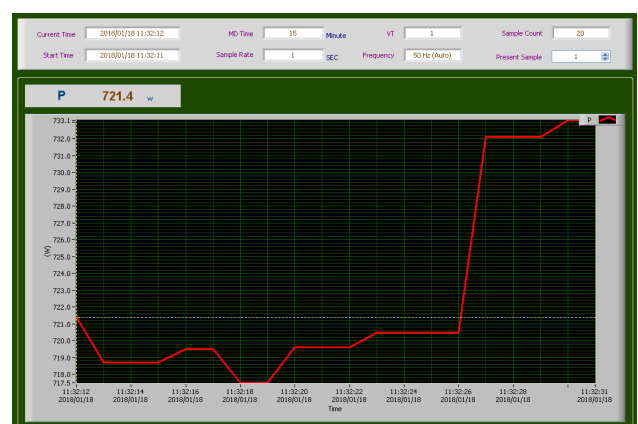 Current Time 2018/01/18 11:32:12 MD Time 15 Minute VT 1 Sample Count 20
Start Time 2018/01/18 11:32:11 Sample Rate 1 SEC Frequency 50 Hz (Auto) Present Sample 1
P 721.4 w
P
733.1
732.0
731.0
730.0
729.0
728.0
727.0
726.0
725.0
724.0
723.0
722.0
721.0
720.0
719.0
718.0
717.5
(W)
11:32:12 11:32:14 11:32:16 11:32:18 11:32:20 11:32:22 11:32:24 11:32:26 11:32:28 11:32:31
2018/01/18 2018/01/18 2018/01/18 2018/01/18 2018/01/18 2018/01/18 2018/01/18 2018/01/18 2018/01/18 2018/01/18
Time